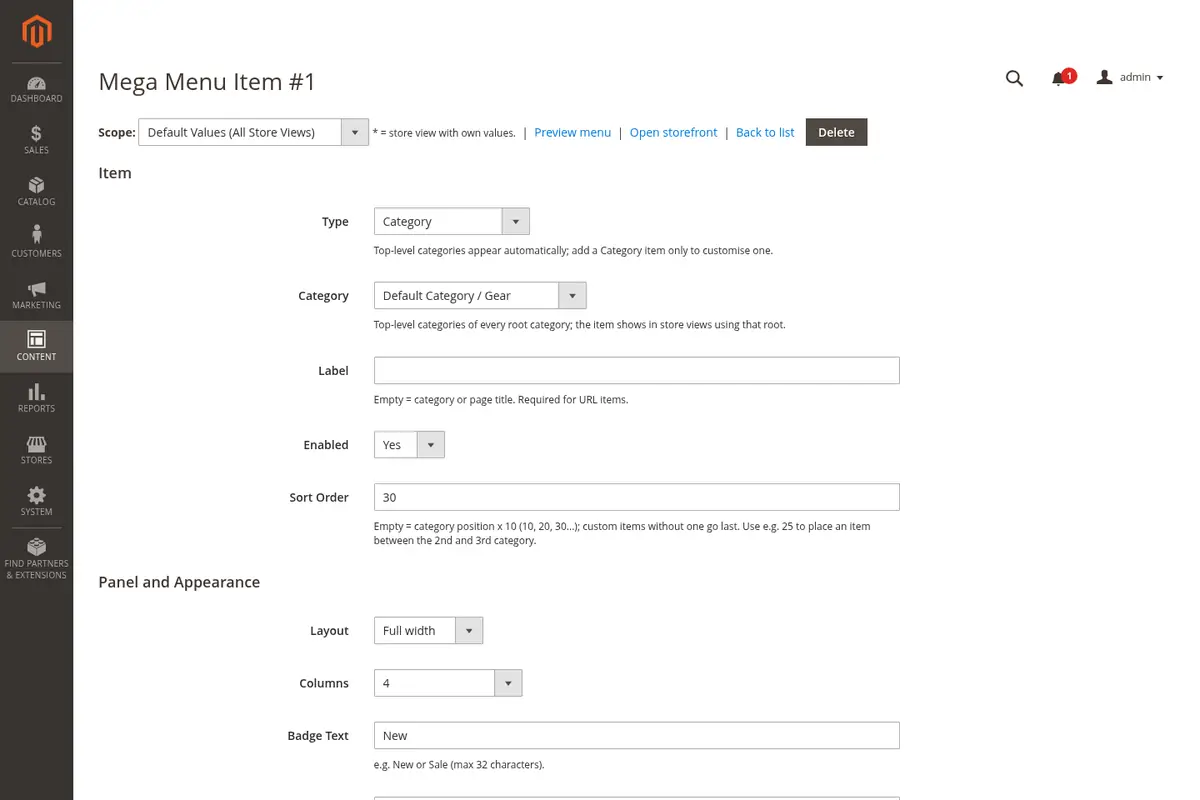 DASHBOARD
SALES
CATALOG
CUSTOMERS
MARKETING
CONTENT
REPORTS
STORES
SYSTEM
FIND PARTNERS
& EXTENSIONS
Mega Menu Item #1
1
admin
Scope: Default Values (All Store Views) * = store view with own values. | Preview menu | Open storefront | Back to list Delete
Item
Type Category
Top-level categories appear automatically; add a Category item only to customise one.
Category Default Category / Gear
Top-level categories of every root category; the item shows in store views using that root.
Label
Empty = category or page title. Required for URL items.
Enabled Yes
Sort Order 30
Empty = category position x 10 (10, 20, 30...); custom items without one go last. Use e.g. 25 to place an item
between the 2nd and 3rd category.
Panel and Appearance
Layout Full width
Columns 4
Badge Text New
e.g. New or Sale (max 32 characters).